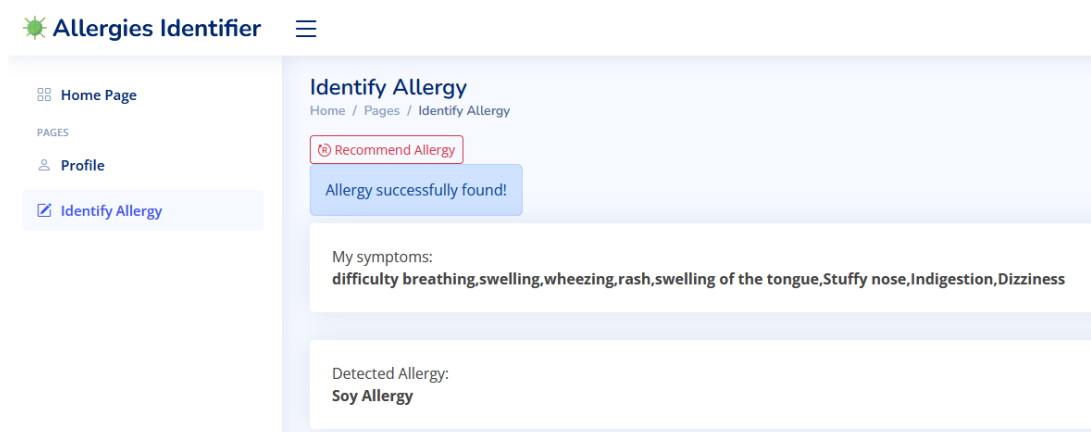 Allergies Identifier
Home Page
PAGES
Profile
Identify Allergy
Identify Allergy
Home / Pages / Identify Allergy
Recommend Allergy
Allergy successfully found!
My symptoms:
difficulty breathing,swelling,wheezing,rash,swelling of the tongue,Stuffy nose,Indigestion,Dizziness
Detected Allergy:
Soy Allergy